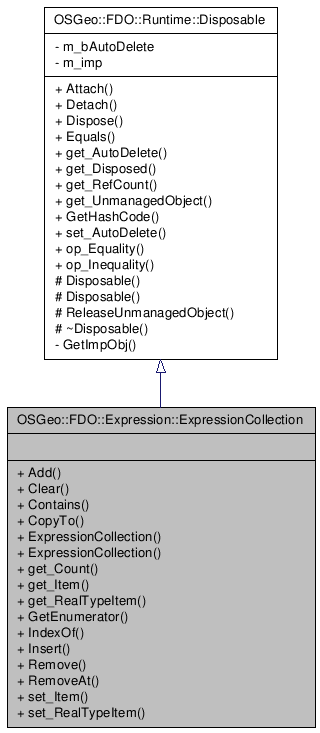 OSGeo::FDO::Runtime::Disposable
- m_bAutoDelete
- m_imp
+ Attach()
+ Detach()
+ Dispose()
+ Equals()
+ get_AutoDelete()
+ get_Disposed()
+ get_RefCount()
+ get_UnmanagedObject()
+ GetHashCode()
+ set_AutoDelete()
+ op_Equality()
+ op_Inequality()
# Disposable()
# Disposable()
# ReleaseUnmanagedObject()
# ~Disposable()
- GetImpObj()
OSGeo::FDO::Expression::ExpressionCollection
+ Add()
+ Clear()
+ Contains()
+ CopyTo()
+ ExpressionCollection()
+ ExpressionCollection()
+ get_Count()
+ get_Item()
+ get_RealTypeItem()
+ GetEnumerator()
+ IndexOf()
+ Insert()
+ Remove()
+ RemoveAt()
+ set_Item()
+ set_RealTypeItem()